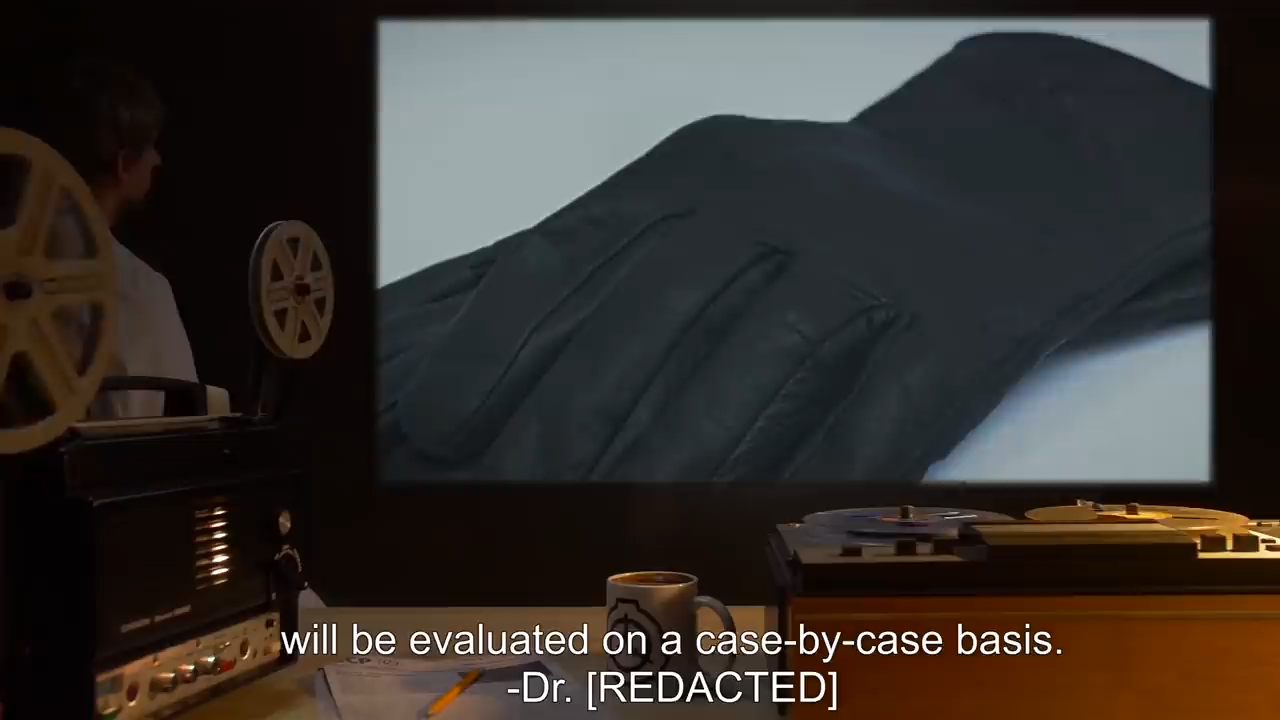 will be evaluated on a case-by-case basis.
-Dr. [REDACTED]